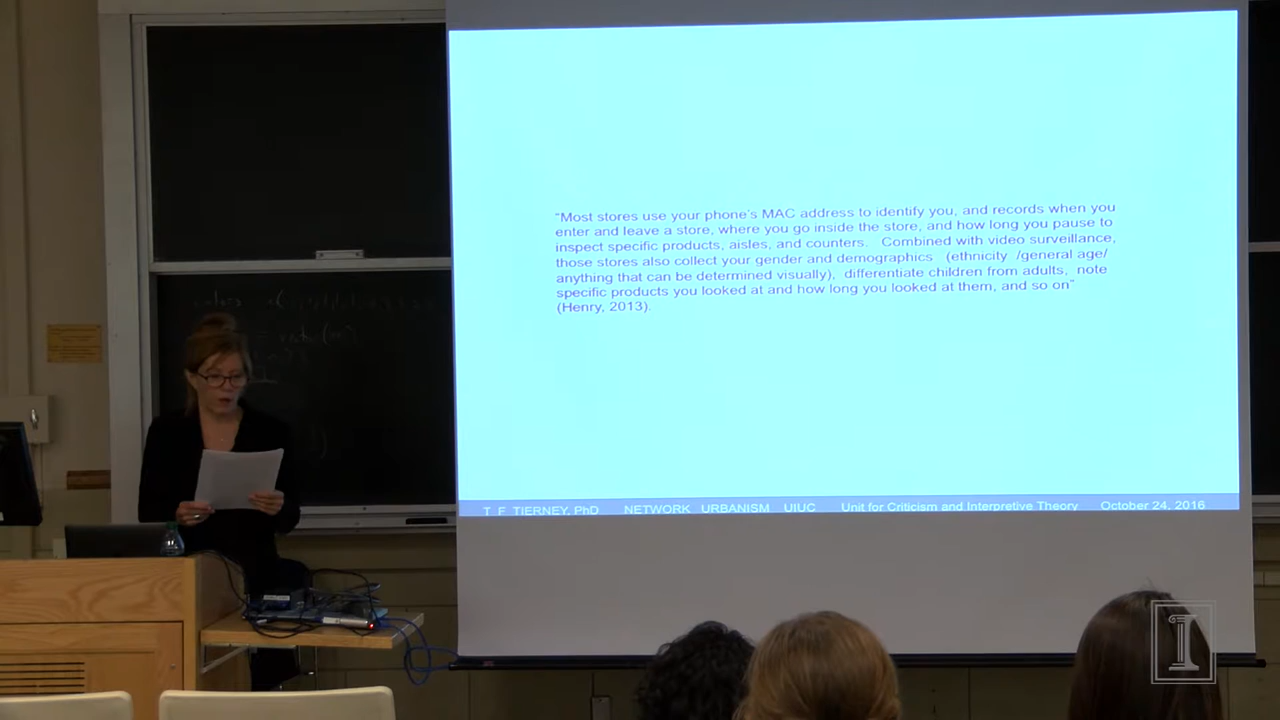 "Most stores use your phone's MAC address to identify you, and records when you
enter and leave a store, where you go inside the store, and how long you pause to
inspect specific products, aisles, and counters. Combined with video surveillance,
those stores also collect your gender and demographics (ethnicity /general age/
anything that can be determined visually), differentiate children from adults, note
specific products you looked at and how long you looked at them, and so on"
(Henry, 2013).
T F TIERNEY, PhD NETWORK URBANISM UIUC Unit for Criticism and Interpretive Theory October 24, 2016
I